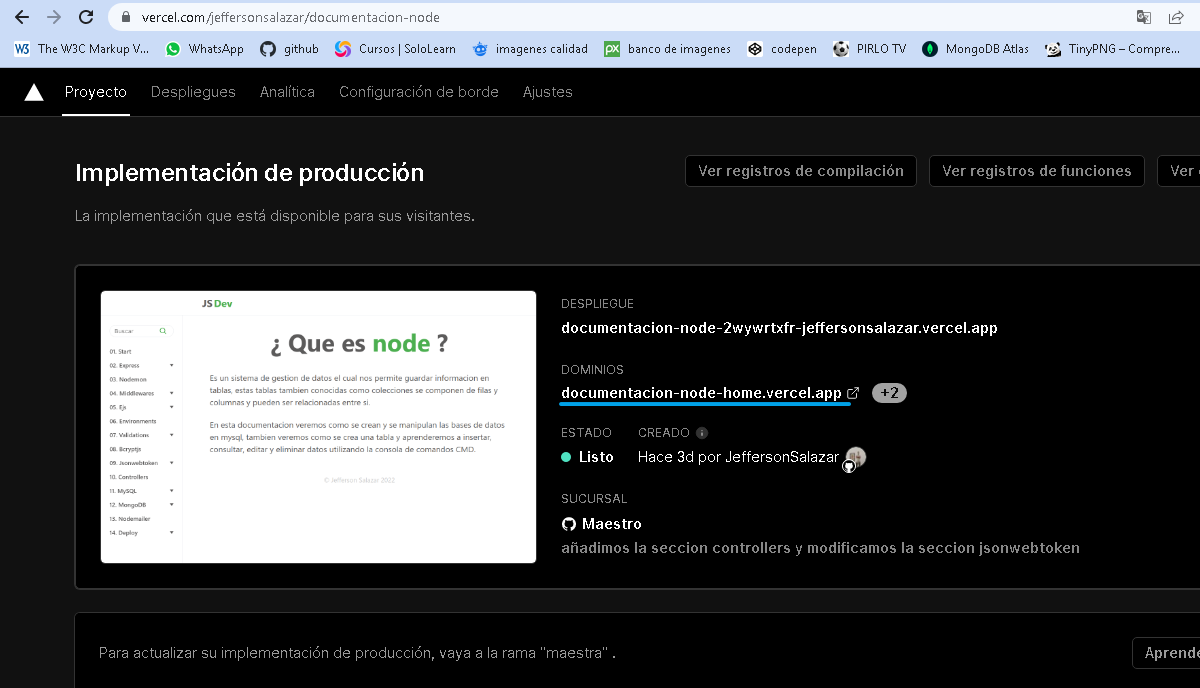 vercel.com/jeffersonsalazar/documentacion-node
The W3C Markup V... WhatsApp github Cursos | SoloLearn imagenes calidad banco de imagenes codepen PIRLO TV MongoDB Atlas TinyPNG – Compre...
Proyecto Despliegues Analítica Configuración de borde Ajustes
Implementación de producción
Ver registros de compilación Ver registros de funciones Ver
La implementación que está disponible para sus visitantes.
JS Dev
Buscar
01. Start
02. Express
03. Nodemon
04. Middlewares
05. Ejs
06. Environments
07. Validations
08. Bcryptjs
09. Jsonwebtoken
10. Controllers
11. MySQL
12. MongoDB
13. Nodemailer
14. Deploy
¿ Que es node ?
Es un sistema de gestion de datos el cual nos permite guardar informacion en
tablas, estas tablas tambien conocidas como colecciones se componen de filas y
columnas y pueden ser relacionadas entre si.
En esta documentacion veremos como se crean y se manipulan las bases de datos
en mysql, tambien veremos como se crea una tabla y aprenderemos a insertar,
consultar, editar y eliminar datos utilizando la consola de comandos CMD.
© Jefferson Salazar 2022
DESPLIEGUE
documentacion-node-2wywrtxfr-jeffersonsalazar.vercel.app
DOMINIOS
documentacion-node-home.vercel.app +2
ESTADO CREADO
Listo Hace 3d por JeffersonSalazar
SUCURSAL
Maestro
añadimos la seccion controllers y modificamos la seccion jsonwebtoken
Para actualizar su implementación de producción, vaya a la rama "maestra" .
Aprende